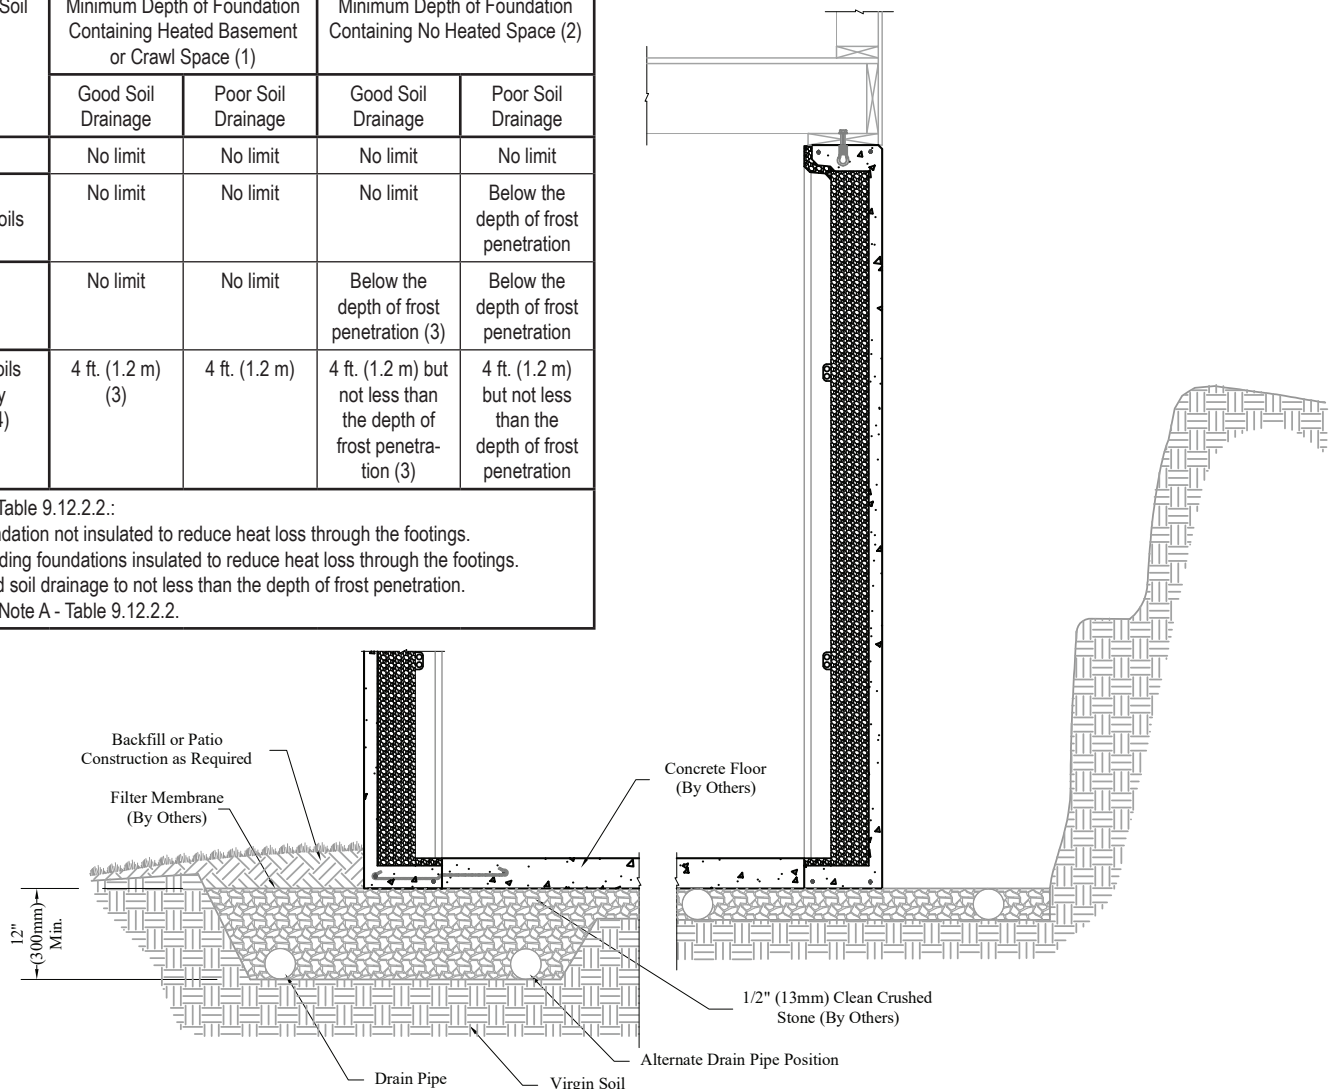 Soil
Minimum Depth of Foundation
Containing Heated Basement
or Crawl Space (1)
Minimum Depth of Foundation
Containing No Heated Space (2)
Good Soil
Drainage
Poor Soil
Drainage
Good Soil
Drainage
Poor Soil
Drainage
No limit
No limit
No limit
No limit
oils
No limit
No limit
No limit
Below the
depth of frost
penetration
No limit
No limit
Below the
depth of frost
penetration (3)
Below the
depth of frost
penetration
oils
y
4)
4 ft. (1.2 m)
(3)
4 ft. (1.2 m)
4 ft. (1.2 m) but
not less than
the depth of
frost penetra-
tion (3)
4 ft. (1.2 m)
but not less
than the
depth of frost
penetration
Table 9.12.2.2.:
ndation not insulated to reduce heat loss through the footings.
ding foundations insulated to reduce heat loss through the footings.
d soil drainage to not less than the depth of frost penetration.
Note A - Table 9.12.2.2.
Backfill or Patio
Construction as Required
Filter Membrane
(By Others)
Concrete Floor
(By Others)
12"
(300mm)
Min.
1/2" (13mm) Clean Crushed
Stone (By Others)
Alternate Drain Pipe Position
Drain Pipe
Virgin Soil